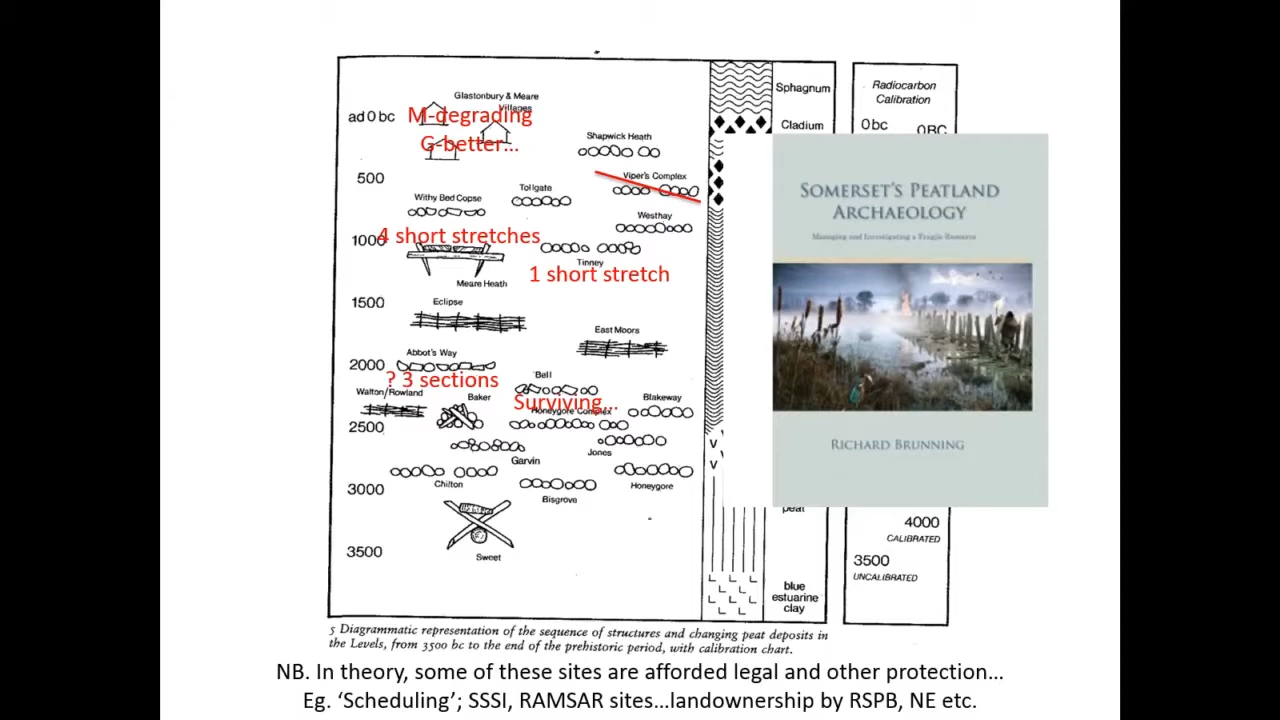 Glastonbury & Meare
Villages
ad 0 bc
M-degrading
G-better...
Shapwick Heath
500
Viper's Complex
Tollgate
Withy Bed Copse
Westhay
1000
4 short stretches
Tinney
1 short stretch
Meare Heath
1500
Eclipse
East Moors
Abbot's Way
2000
? 3 sections
Bell
Walton/Rowland
Baker
Surviving...
Blakeway
Honeygore Complex
2500
Jones
Garvin
Chilton
Honeygore
3000
Bisgrove
3500
Sweet
Sphagnum
Cladium
peat
blue
estuarine
clay
Radiocarbon
Calibration
0bc 0BC
4000
CALIBRATED
3500
UNCALIBRATED
SOMERSET'S PEATLAND
ARCHAEOLOGY
Managing and Investigating a Fragile Resource
RICHARD BRUNNING
5 Diagrammatic representation of the sequence of structures and changing peat deposits in
the Levels, from 3500 bc to the end of the prehistoric period, with calibration chart.
NB. In theory, some of these sites are afforded legal and other protection…
Eg. ‘Scheduling’; SSSI, RAMSAR sites…landownership by RSPB, NE etc.